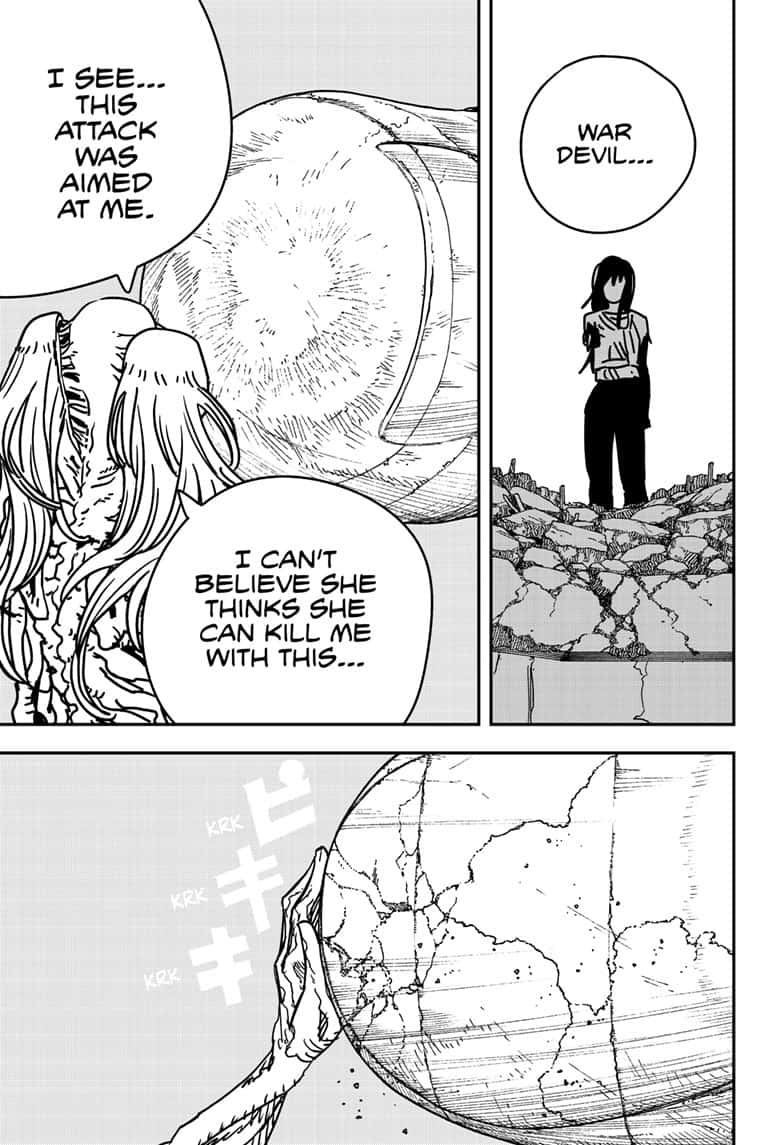 WAR
DEVIL...
I SEE...
THIS
ATTACK
WAS
AIMED
AT ME.
I CAN'T
BELIEVE SHE
THINKS SHE
CAN KILL ME
WITH THIS...
ピキキ
KRK
KRK
KRK
4